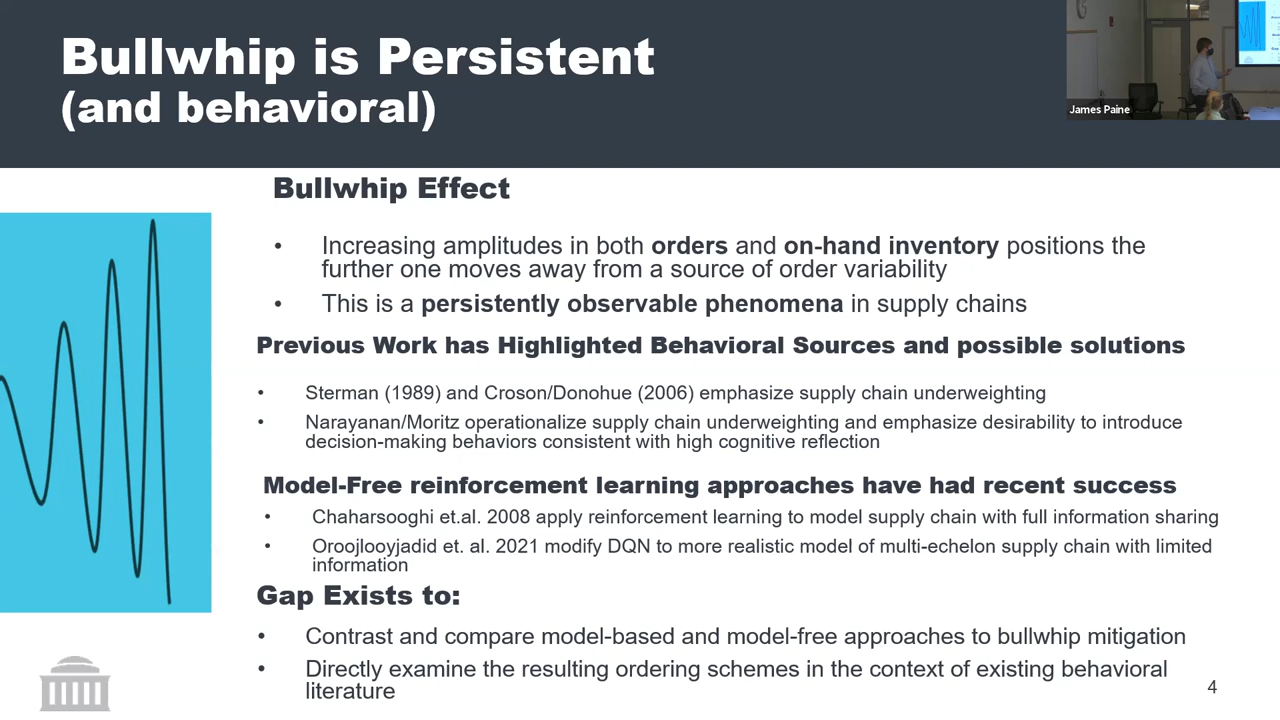 Bullwhip is Persistent
(and behavioral)
James Paine
Bullwhip Effect
• Increasing amplitudes in both orders and on-hand inventory positions the
further one moves away from a source of order variability
• This is a persistently observable phenomena in supply chains
Previous Work has Highlighted Behavioral Sources and possible solutions
• Sterman (1989) and Croson/Donohue (2006) emphasize supply chain underweighting
• Narayanan/Moritz operationalize supply chain underweighting and emphasize desirability to introduce
decision-making behaviors consistent with high cognitive reflection
Model-Free reinforcement learning approaches have had recent success
• Chaharsooghi et.al. 2008 apply reinforcement learning to model supply chain with full information sharing
• Oroojlooyjadid et. al. 2021 modify DQN to more realistic model of multi-echelon supply chain with limited
information
Gap Exists to:
• Contrast and compare model-based and model-free approaches to bullwhip mitigation
• Directly examine the resulting ordering schemes in the context of existing behavioral
literature
4